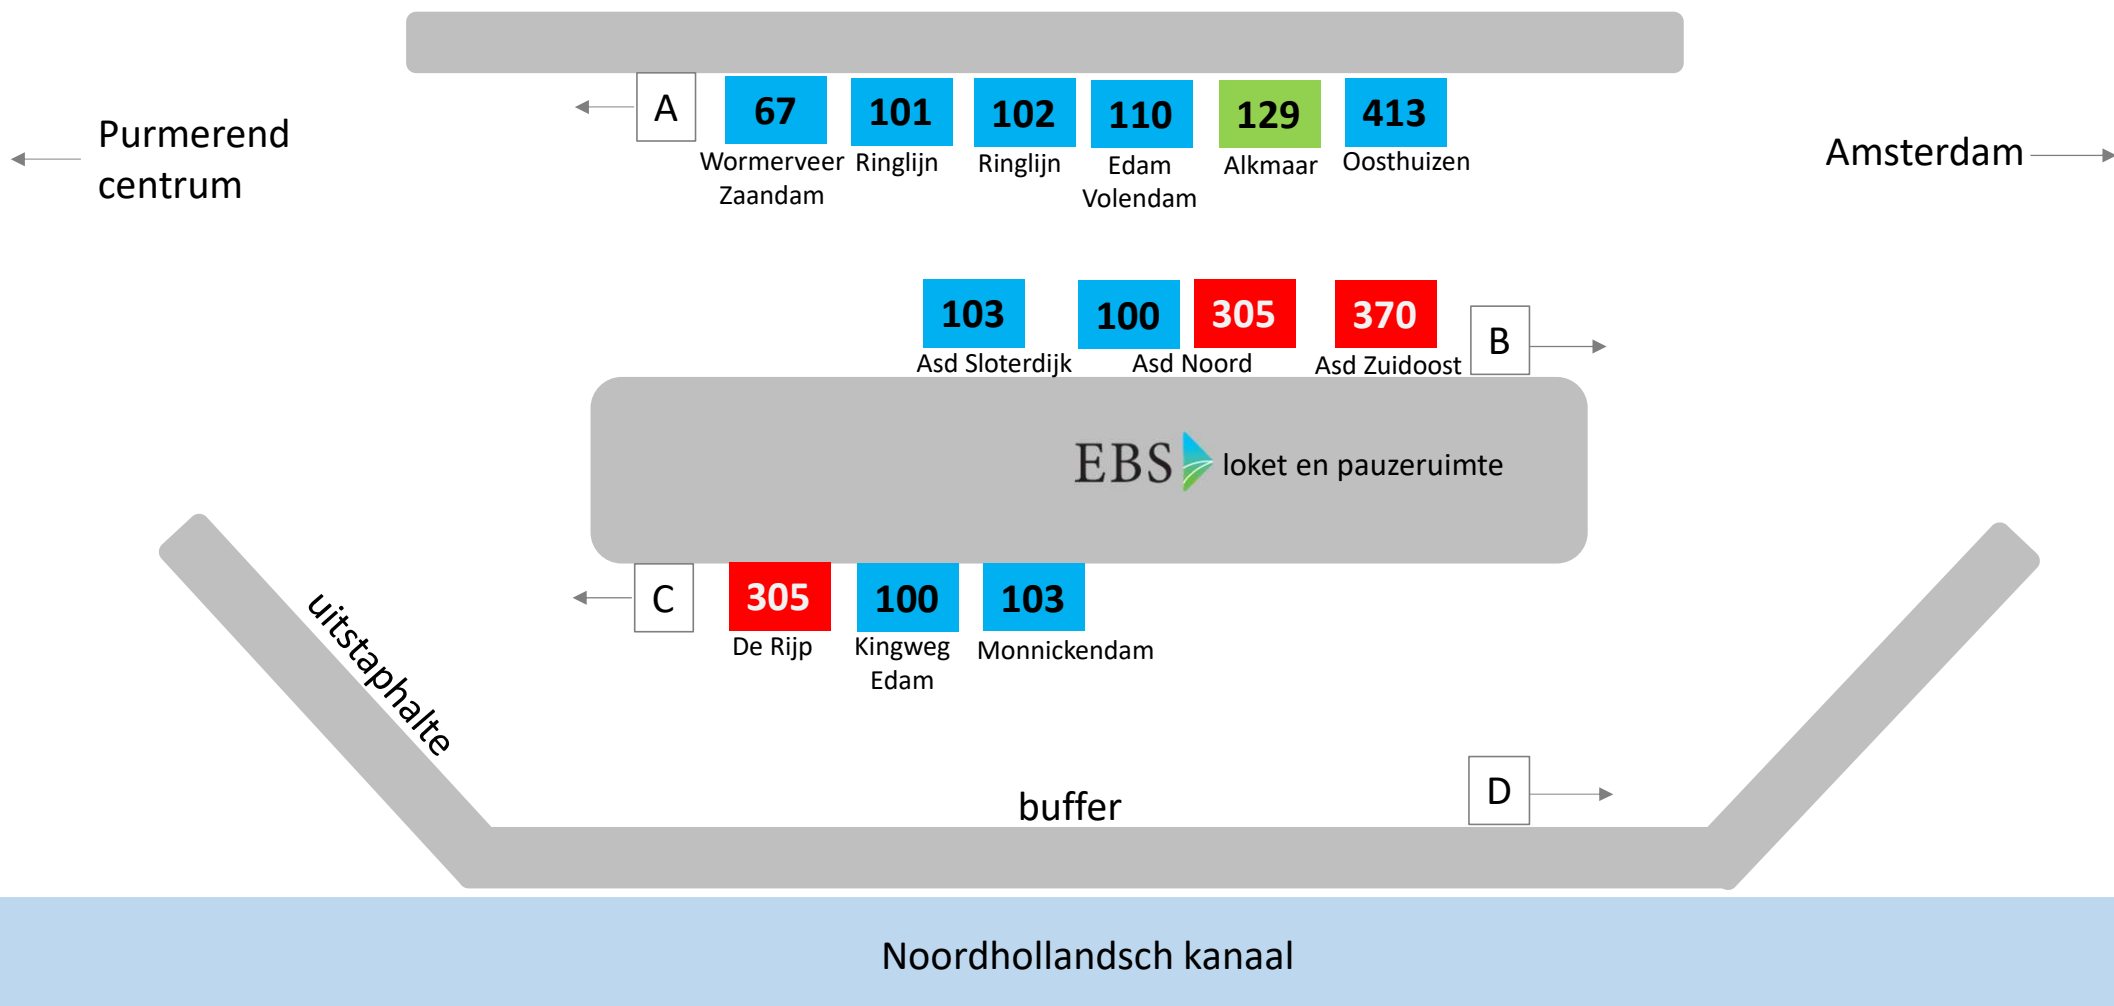 A
67
101
102
110
129
413
Wormerveer
Zaandam
Ringlijn
Ringlijn
Edam
Volendam
Alkmaar
Oosthuizen
Purmerend
centrum
Amsterdam
103
100
305
370
B
Asd Sloterdijk
Asd Noord
Asd Zuidoost
EBS loket en pauzeruimte
C
305
100
103
De Rijp
Kingweg
Edam
Monnickendam
uitstaphalte
buffer
D
Noordhollandsch kanaal